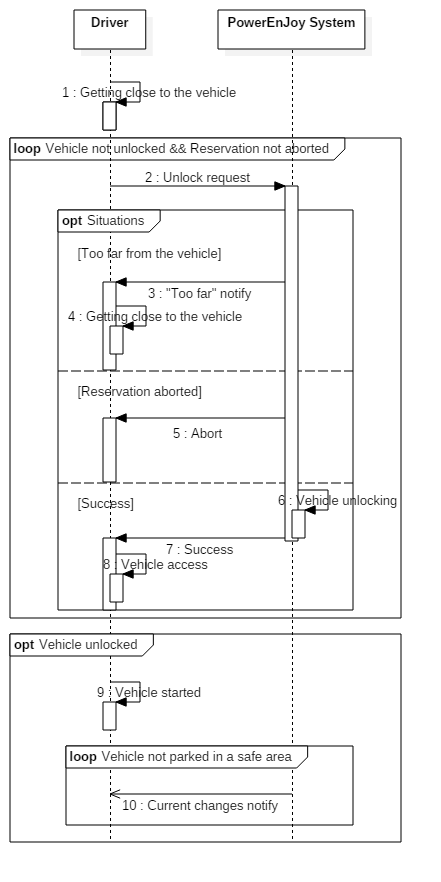 Driver
PowerEnJoy System
1 : Getting close to the vehicle
loop Vehicle not unlocked && Reservation not aborted
2 : Unlock request
opt Situations
[Too far from the vehicle]
3 : "Too far" notify
4 : Getting close to the vehicle
[Reservation aborted]
5 : Abort
[Success]
6 : Vehicle unlocking
7 : Success
8 : Vehicle access
opt Vehicle unlocked
9 : Vehicle started
loop Vehicle not parked in a safe area
10 : Current changes notify